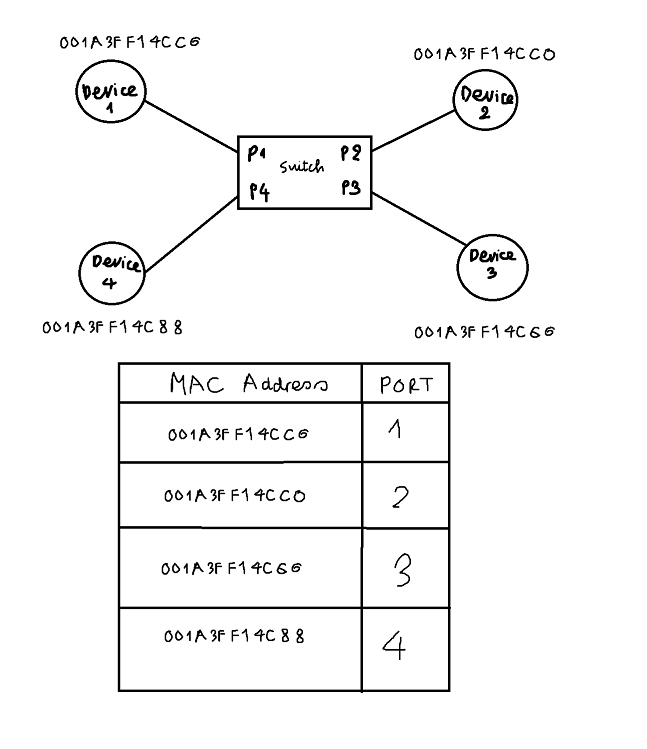 001A3FF14CC6
001A3FF14CC0
Device
1
Device
2
P1
Switch
P2
P4
P3
Device
4
Device
3
001A3FF14C88
001A3FF14C66
MAC Address PORT
001A3FF14CC6 1
001A3FF14CC0 2
001A3FF14C66 3
001A3FF14C88 4